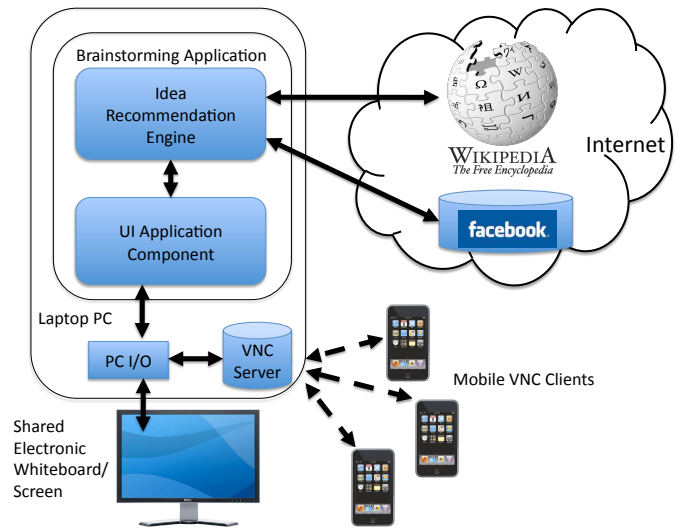 Brainstorming Application
Idea
Recommendation
Engine
UI Application
Component
Laptop PC
PC I/O
VNC
Server
Shared
Electronic
Whiteboard/
Screen
WIKIPEDIA
The Free Encyclopedia
Internet
facebook
Mobile VNC Clients